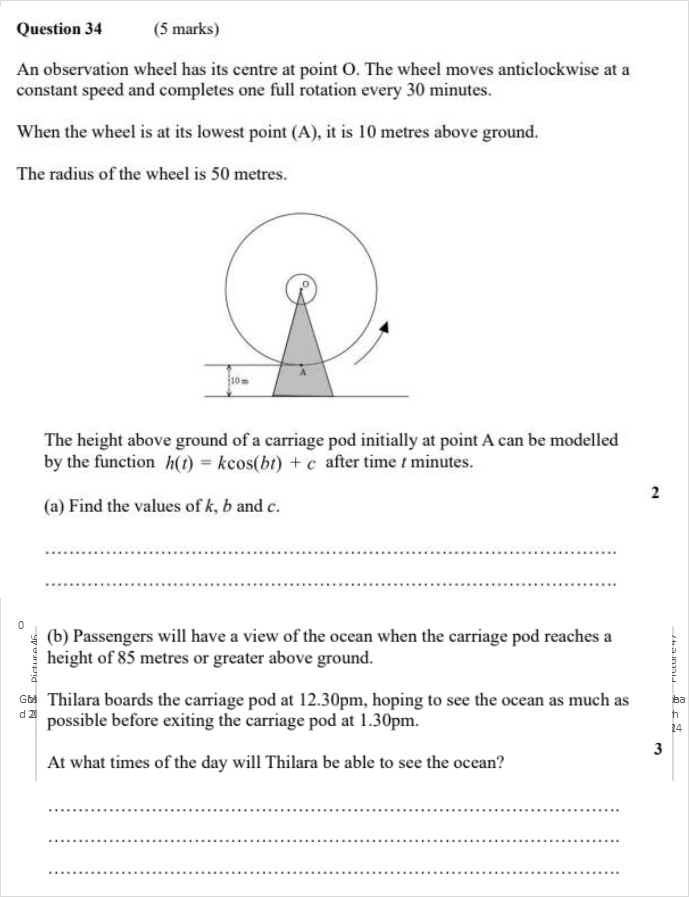 Question 34 (5 marks)
An observation wheel has its centre at point O. The wheel moves anticlockwise at a
constant speed and completes one full rotation every 30 minutes.
When the wheel is at its lowest point (A), it is 10 metres above ground.
The radius of the wheel is 50 metres.
O
A
10 m
The height above ground of a carriage pod initially at point A can be modelled
by the function h(t) = kcos(bt) + c after time t minutes.
2
(a) Find the values of k, b and c.
0
(b) Passengers will have a view of the ocean when the carriage pod reaches a
height of 85 metres or greater above ground.
Thilara boards the carriage pod at 12.30pm, hoping to see the ocean as much as
possible before exiting the carriage pod at 1.30pm.
3
At what times of the day will Thilara be able to see the ocean?